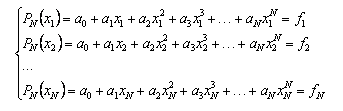 P_N(x_1) = a_0 + a_1x_1 + a_2x_1^2 + a_3x_1^3 + ... + a_Nx_1^N = f_1
P_N(x_2) = a_0 + a_1x_2 + a_2x_2^2 + a_3x_2^3 + ... + a_Nx_2^N = f_2
...
P_N(x_N) = a_0 + a_1x_N + a_2x_N^2 + a_3x_N^3 + ... + a_Nx_N^N = f_N